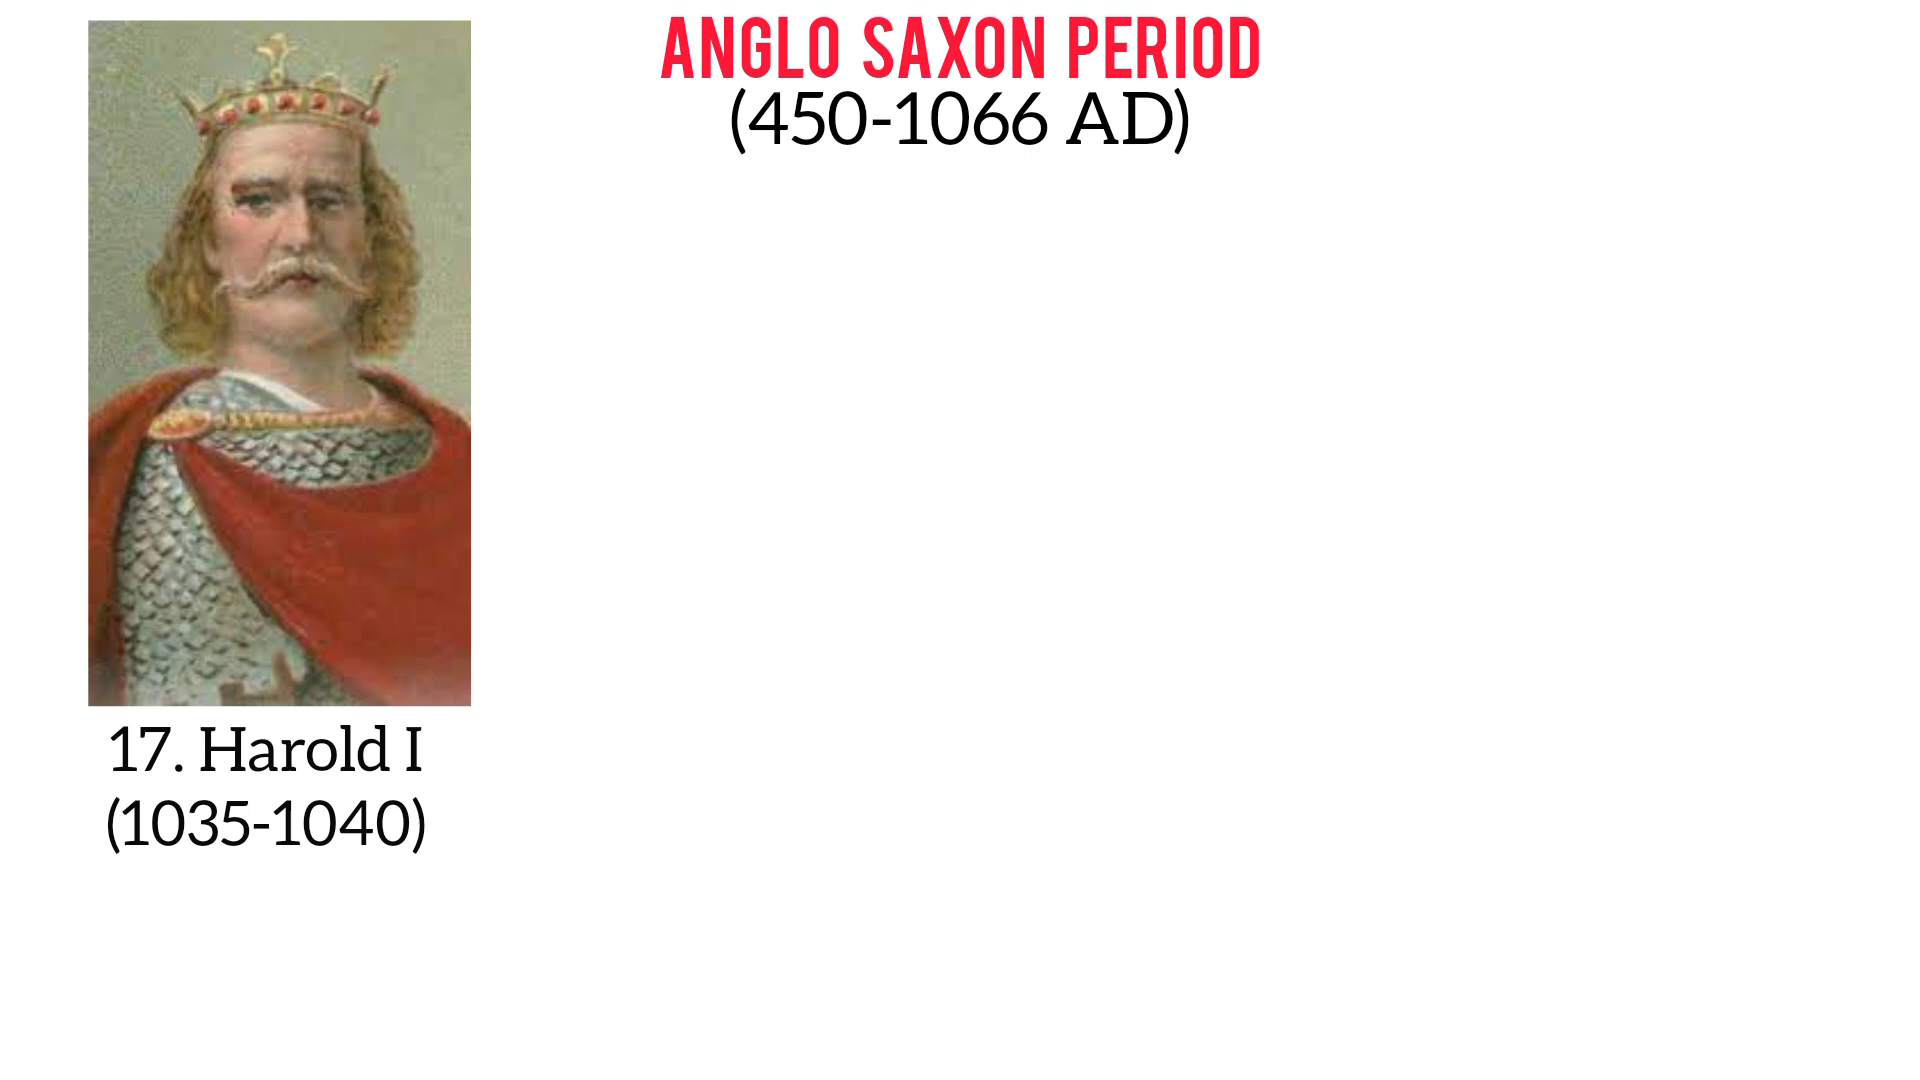 ANGLO SAXON PERIOD
(450-1066 AD)
17. Harold I
(1035-1040)